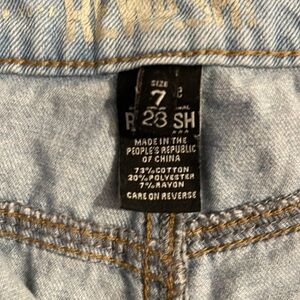 SIZE
7
28
SH
MADE IN THE
PEOPLE'S REPUBLIC
OF CHINA
73% COTTON
20% POLYESTER
7% RAYON
CARE ON REVERSE